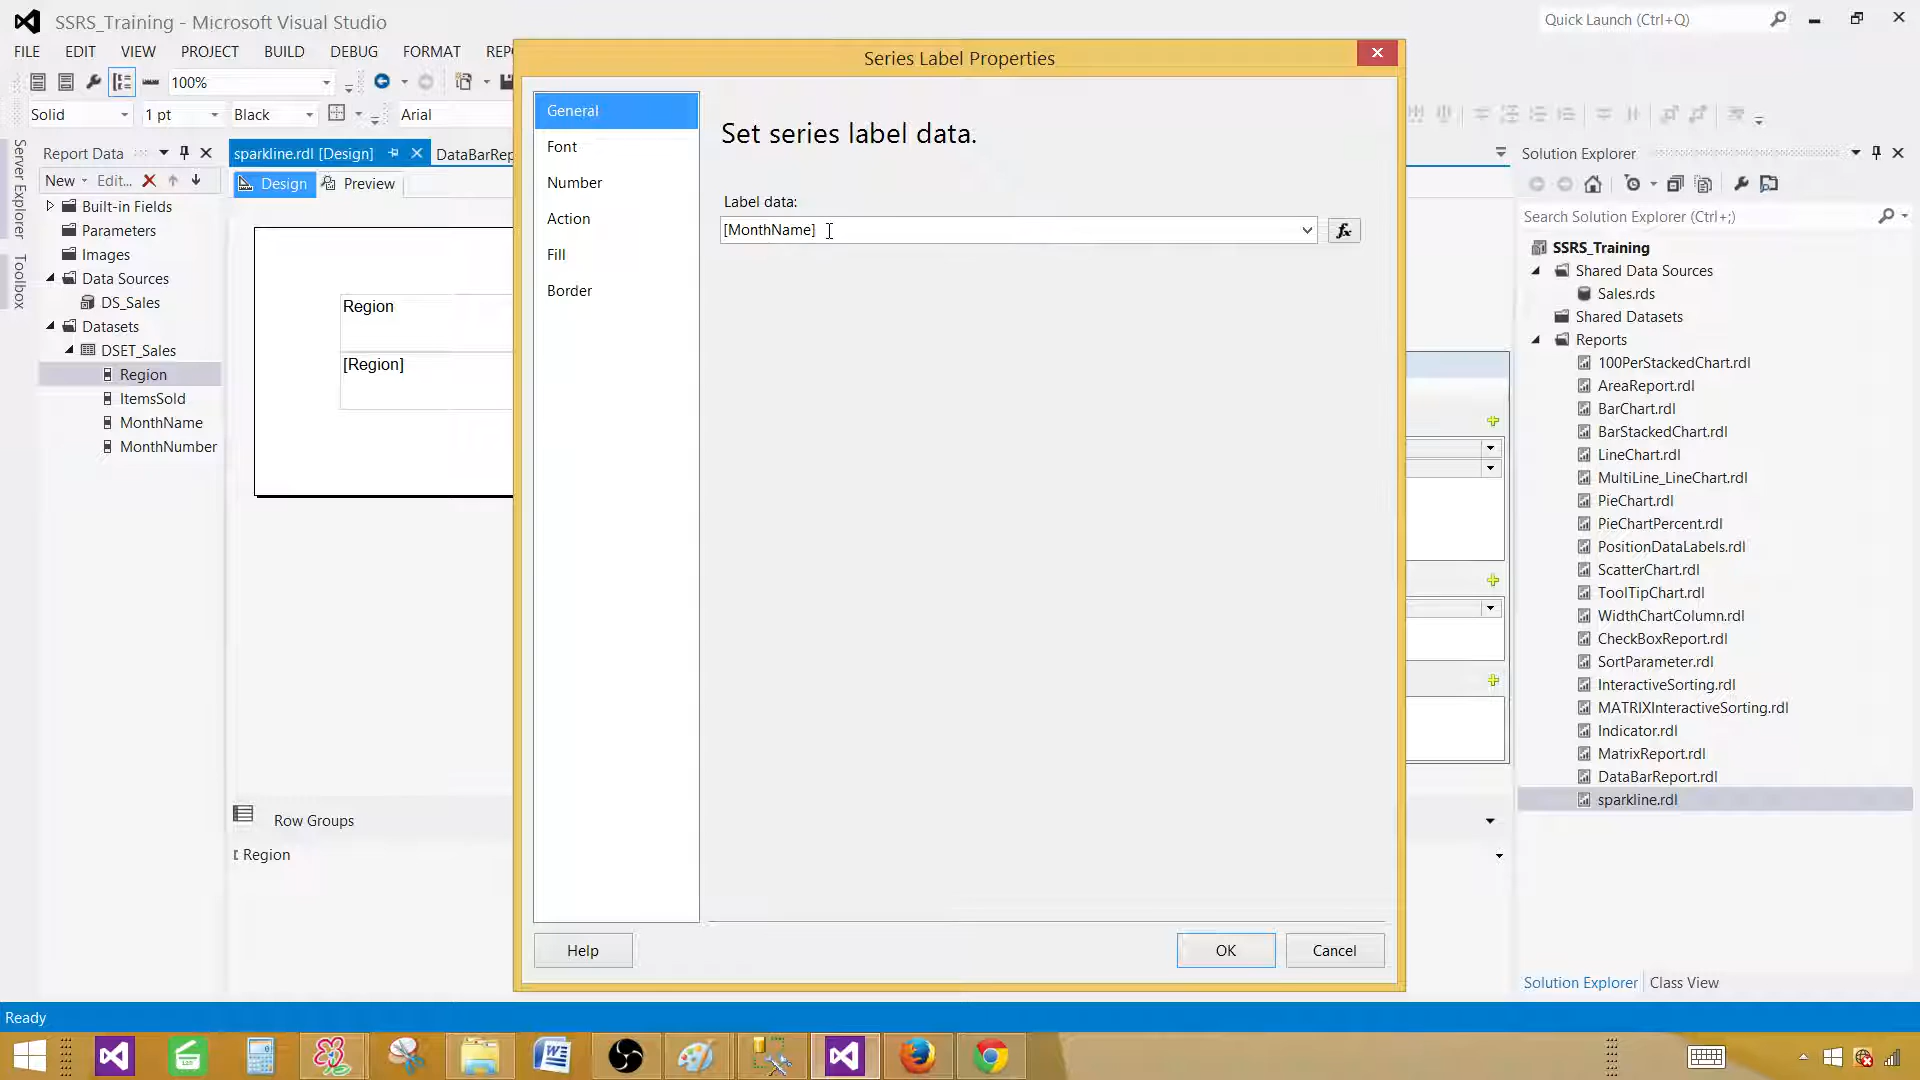 SSRS_Training - Microsoft Visual Studio
Quick Launch (Ctrl+Q)
FILE EDIT VIEW PROJECT BUILD DEBUG FORMAT
100%
Solid 1 pt Black Arial
Server Explorer
Toolbox
Report Data
New Edit...
Built-in Fields
Parameters
Images
Data Sources
DS_Sales
Datasets
DSET_Sales
Region
ItemsSold
MonthName
MonthNumber
sparkline.rdl [Design]
DataBarRep
Design Preview
Region
[Region]
Row Groups
Region
Series Label Properties
General
Font
Number
Action
Fill
Border
Set series label data.
Label data:
[MonthName]
fx
Help OK Cancel
Solution Explorer
Search Solution Explorer (Ctrl+;)
SSRS_Training
Shared Data Sources
Sales.rds
Shared Datasets
Reports
100PerStackedChart.rdl
AreaReport.rdl
BarChart.rdl
BarStackedChart.rdl
LineChart.rdl
MultiLine_LineChart.rdl
PieChart.rdl
PieChartPercent.rdl
PositionDataLabels.rdl
ScatterChart.rdl
ToolTipChart.rdl
WidthChartColumn.rdl
CheckBoxReport.rdl
SortParameter.rdl
InteractiveSorting.rdl
MATRIXInteractiveSorting.rdl
Indicator.rdl
MatrixReport.rdl
DataBarReport.rdl
sparkline.rdl
Solution Explorer Class View
Ready